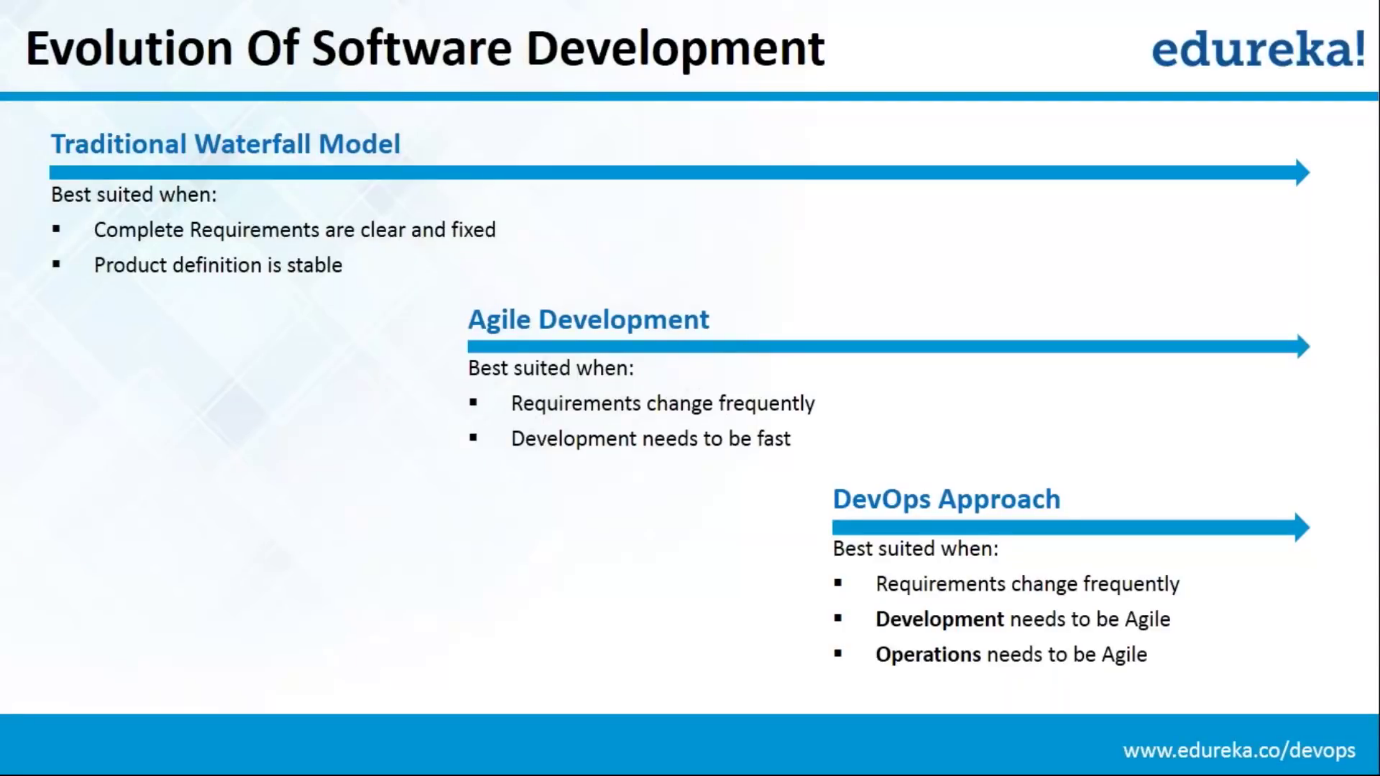 Evolution Of Software Development
edureka!
Traditional Waterfall Model
Best suited when:
▪ Complete Requirements are clear and fixed
▪ Product definition is stable
Agile Development
Best suited when:
▪ Requirements change frequently
▪ Development needs to be fast
DevOps Approach
Best suited when:
▪ Requirements change frequently
▪ Development needs to be Agile
▪ Operations needs to be Agile
www.edureka.co/devops